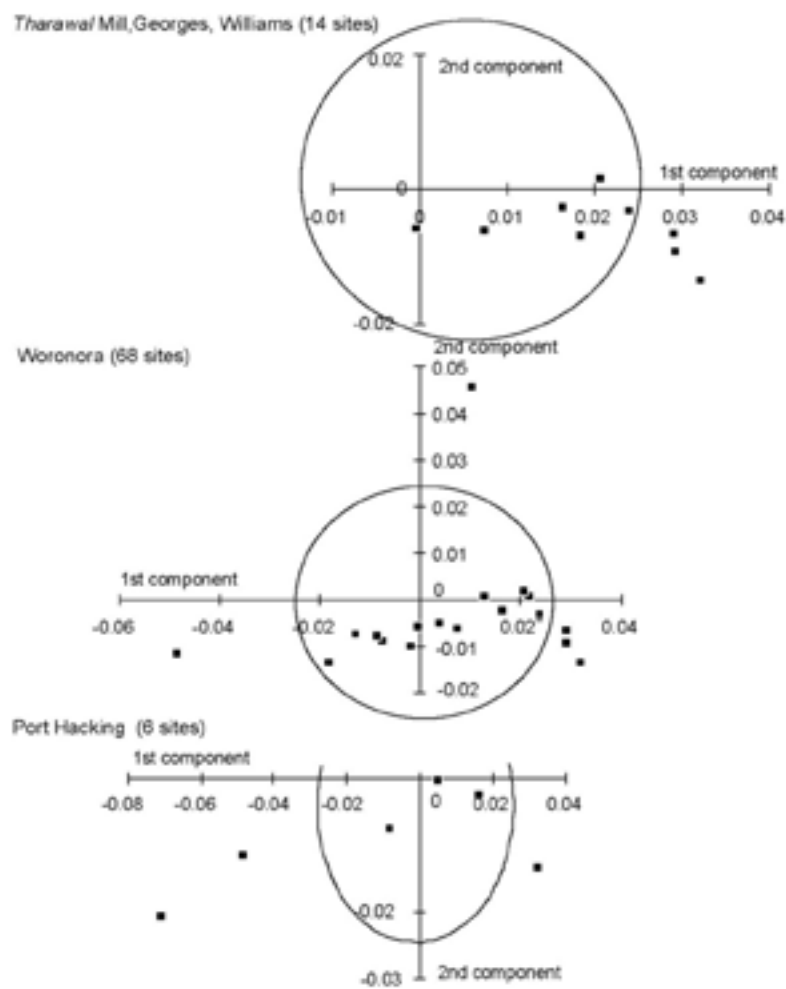 Tharawal Mill,Georges, Williams (14 sites)
0.02
2nd component
1st component
0
-0.01 0 0.01 0.02 0.03 0.04
-0.02
2nd component
Woronora (68 sites)
0.05
0.04
0.03
0.02
0.01
1st component
0
-0.06 -0.04 -0.02 0.02 0.04
-0.01
-0.02
Port Hacking (6 sites)
1st component
-0.08 -0.06 -0.04 -0.02 0 0.02 0.04
-0.02
-0.03 2nd component